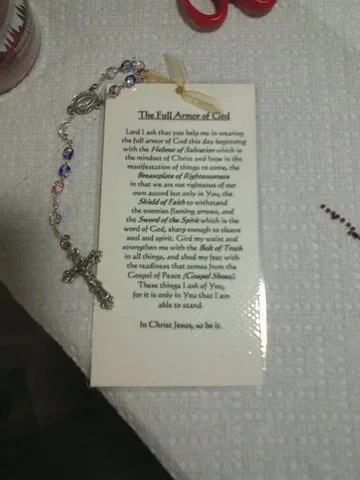 The Full Armor of God
Lord I ask that you help me in wearing
the full armor of God this day beginning
with the Helmet of Salvation which is
the mindset of Christ and hope in the
manifestation of things to come, the
Breastplate of Righteousness
in that we are not righteous of our
own accord but only in You, the
Shield of Faith to withstand
the enemies flaming arrows, and
the Sword of the Spirit which is the
word of God, sharp enough to cleave
soul and spirit. Gird my waist and
strengthen me with the Belt of Truth
in all things, and shod my feet with
the readiness that comes from the
Gospel of Peace (Gospel Shoes).
These things I ask of You,
for it is only in You that I am
able to stand.
In Christ Jesus, so be it.